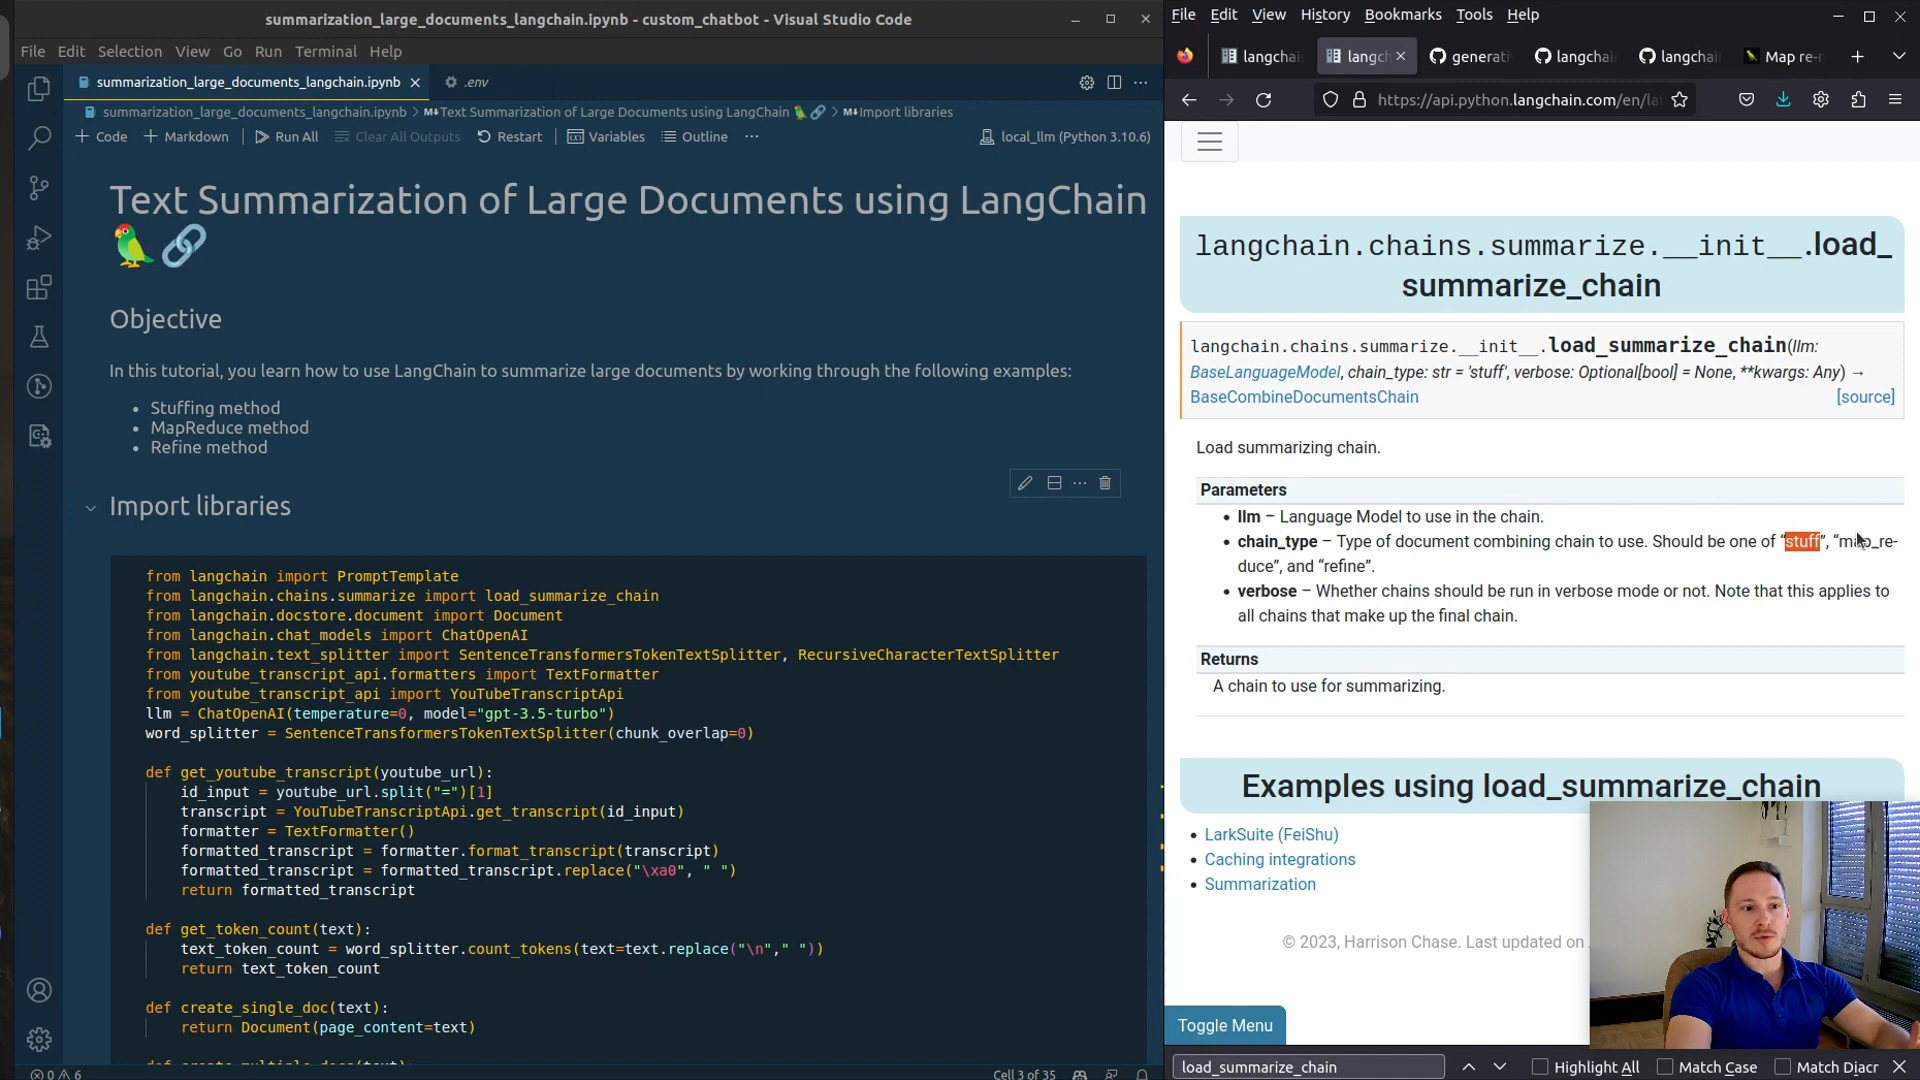 summarization_large_documents_langchain.ipynb - custom_chatbot - Visual Studio Code
File Edit Selection View Go Run Terminal Help
summarization_large_documents_langchain.ipynb
.env
summarization_large_documents_langchain.ipynb > M↓Text Summarization of Large Documents using LangChain 🦜🔗 > M↓Import libraries
+ Code + Markdown Run All Clear All Outputs Restart Variables Outline ... local_llm (Python 3.10.6)
Text Summarization of Large Documents using LangChain
🦜🔗
Objective
In this tutorial, you learn how to use LangChain to summarize large documents by working through the following examples:
• Stuffing method
• MapReduce method
• Refine method
Import libraries
from langchain import PromptTemplate
from langchain.chains.summarize import load_summarize_chain
from langchain.docstore.document import Document
from langchain.chat_models import ChatOpenAI
from langchain.text_splitter import SentenceTransformersTokenTextSplitter, RecursiveCharacterTextSplitter
from youtube_transcript_api.formatters import TextFormatter
from youtube_transcript_api import YouTubeTranscriptApi
llm = ChatOpenAI(temperature=0, model="gpt-3.5-turbo")
word_splitter = SentenceTransformersTokenTextSplitter(chunk_overlap=0)
def get_youtube_transcript(youtube_url):
id_input = youtube_url.split("=")[1]
transcript = YouTubeTranscriptApi.get_transcript(id_input)
formatter = TextFormatter()
formatted_transcript = formatter.format_transcript(transcript)
formatted_transcript = formatted_transcript.replace("\xa0", " ")
return formatted_transcript
def get_token_count(text):
text_token_count = word_splitter.count_tokens(text=text.replace("\n"," "))
return text_token_count
def create_single_doc(text):
return Document(page_content=text)
0 6
Cell 3 of 35
File Edit View History Bookmarks Tools Help
langcha langch generati langcha langcha Map re-
https://api.python.langchain.com/en/la
langchain.chains.summarize.__init__.load_
summarize_chain
langchain.chains.summarize.__init__.load_summarize_chain(llm:
BaseLanguageModel, chain_type: str = 'stuff', verbose: Optional[bool] = None, **kwargs: Any) →
BaseCombineDocumentsChain [source]
Load summarizing chain.
Parameters
• llm – Language Model to use in the chain.
• chain_type – Type of document combining chain to use. Should be one of “stuff”, “map_re-
duce”, and “refine”.
• verbose – Whether chains should be run in verbose mode or not. Note that this applies to
all chains that make up the final chain.
Returns
A chain to use for summarizing.
Examples using load_summarize_chain
• LarkSuite (FeiShu)
• Caching integrations
• Summarization
© 2023, Harrison Chase. Last updated on
Toggle Menu
load_summarize_chain Highlight All Match Case Match Diacr